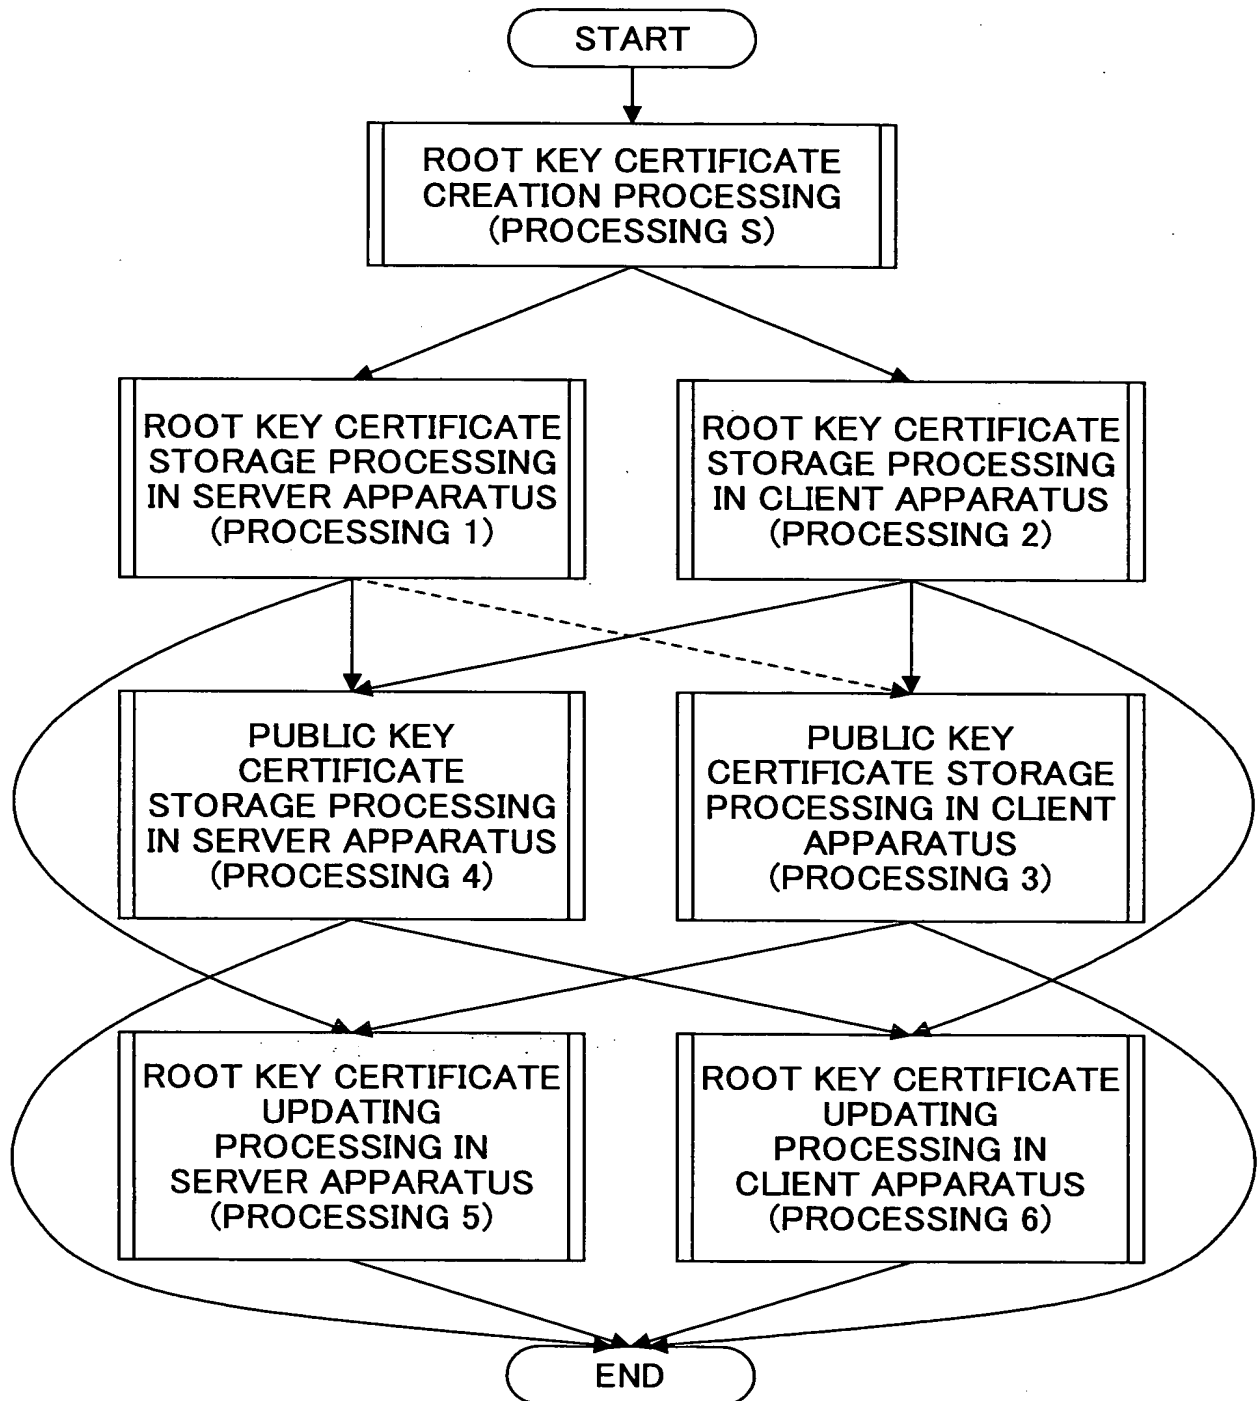 START
ROOT KEY CERTIFICATE
CREATION PROCESSING
(PROCESSING S)
ROOT KEY CERTIFICATE
STORAGE PROCESSING
IN SERVER APPARATUS
(PROCESSING 1)
ROOT KEY CERTIFICATE
STORAGE PROCESSING
IN CLIENT APPARATUS
(PROCESSING 2)
PUBLIC KEY
CERTIFICATE
STORAGE PROCESSING
IN SERVER APPARATUS
(PROCESSING 4)
PUBLIC KEY
CERTIFICATE STORAGE
PROCESSING IN CLIENT
APPARATUS
(PROCESSING 3)
ROOT KEY CERTIFICATE
UPDATING
PROCESSING IN
SERVER APPARATUS
(PROCESSING 5)
ROOT KEY CERTIFICATE
UPDATING
PROCESSING IN
CLIENT APPARATUS
(PROCESSING 6)
END